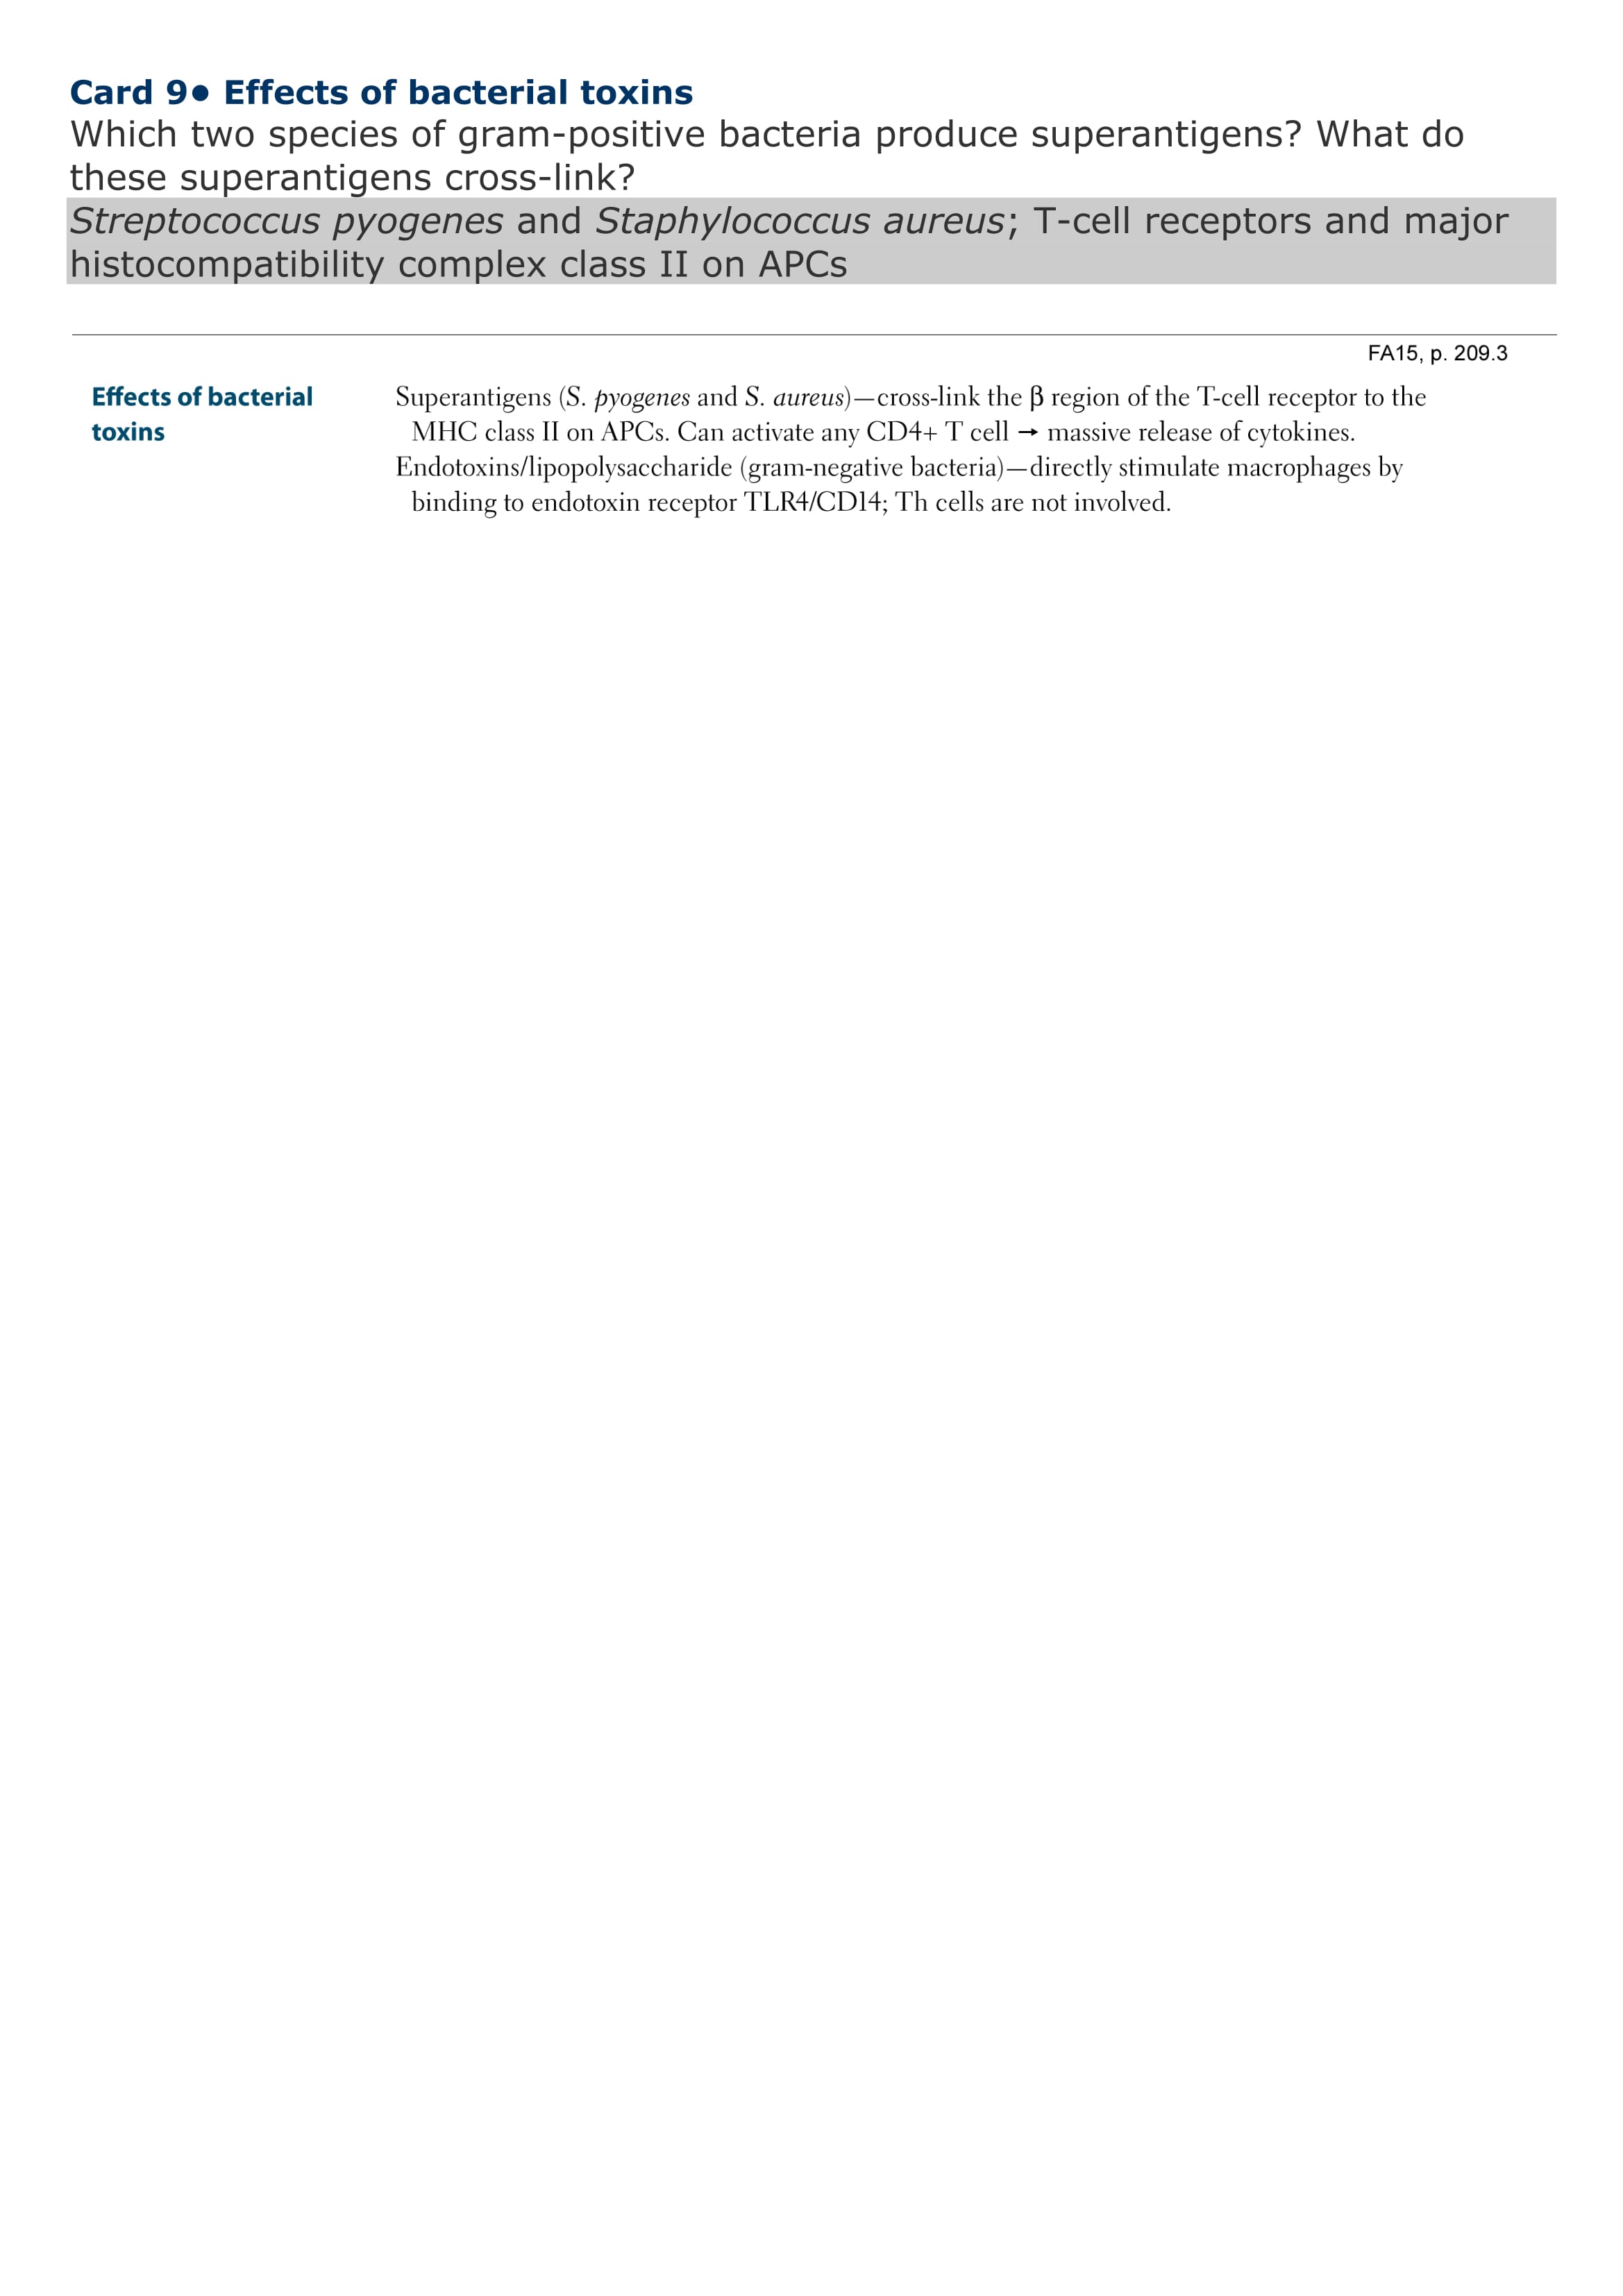 Card 9● Effects of bacterial toxins
Which two species of gram-positive bacteria produce superantigens? What do
these superantigens cross-link?
Streptococcus pyogenes and Staphylococcus aureus; T-cell receptors and major
histocompatibility complex class II on APCs
FA15, p. 209.3
Effects of bacterial
toxins
Superantigens (S. pyogenes and S. aureus)—cross-link the β region of the T-cell receptor to the
MHC class II on APCs. Can activate any CD4+ T cell → massive release of cytokines.
Endotoxins/lipopolysaccharide (gram-negative bacteria)—directly stimulate macrophages by
binding to endotoxin receptor TLR4/CD14; Th cells are not involved.